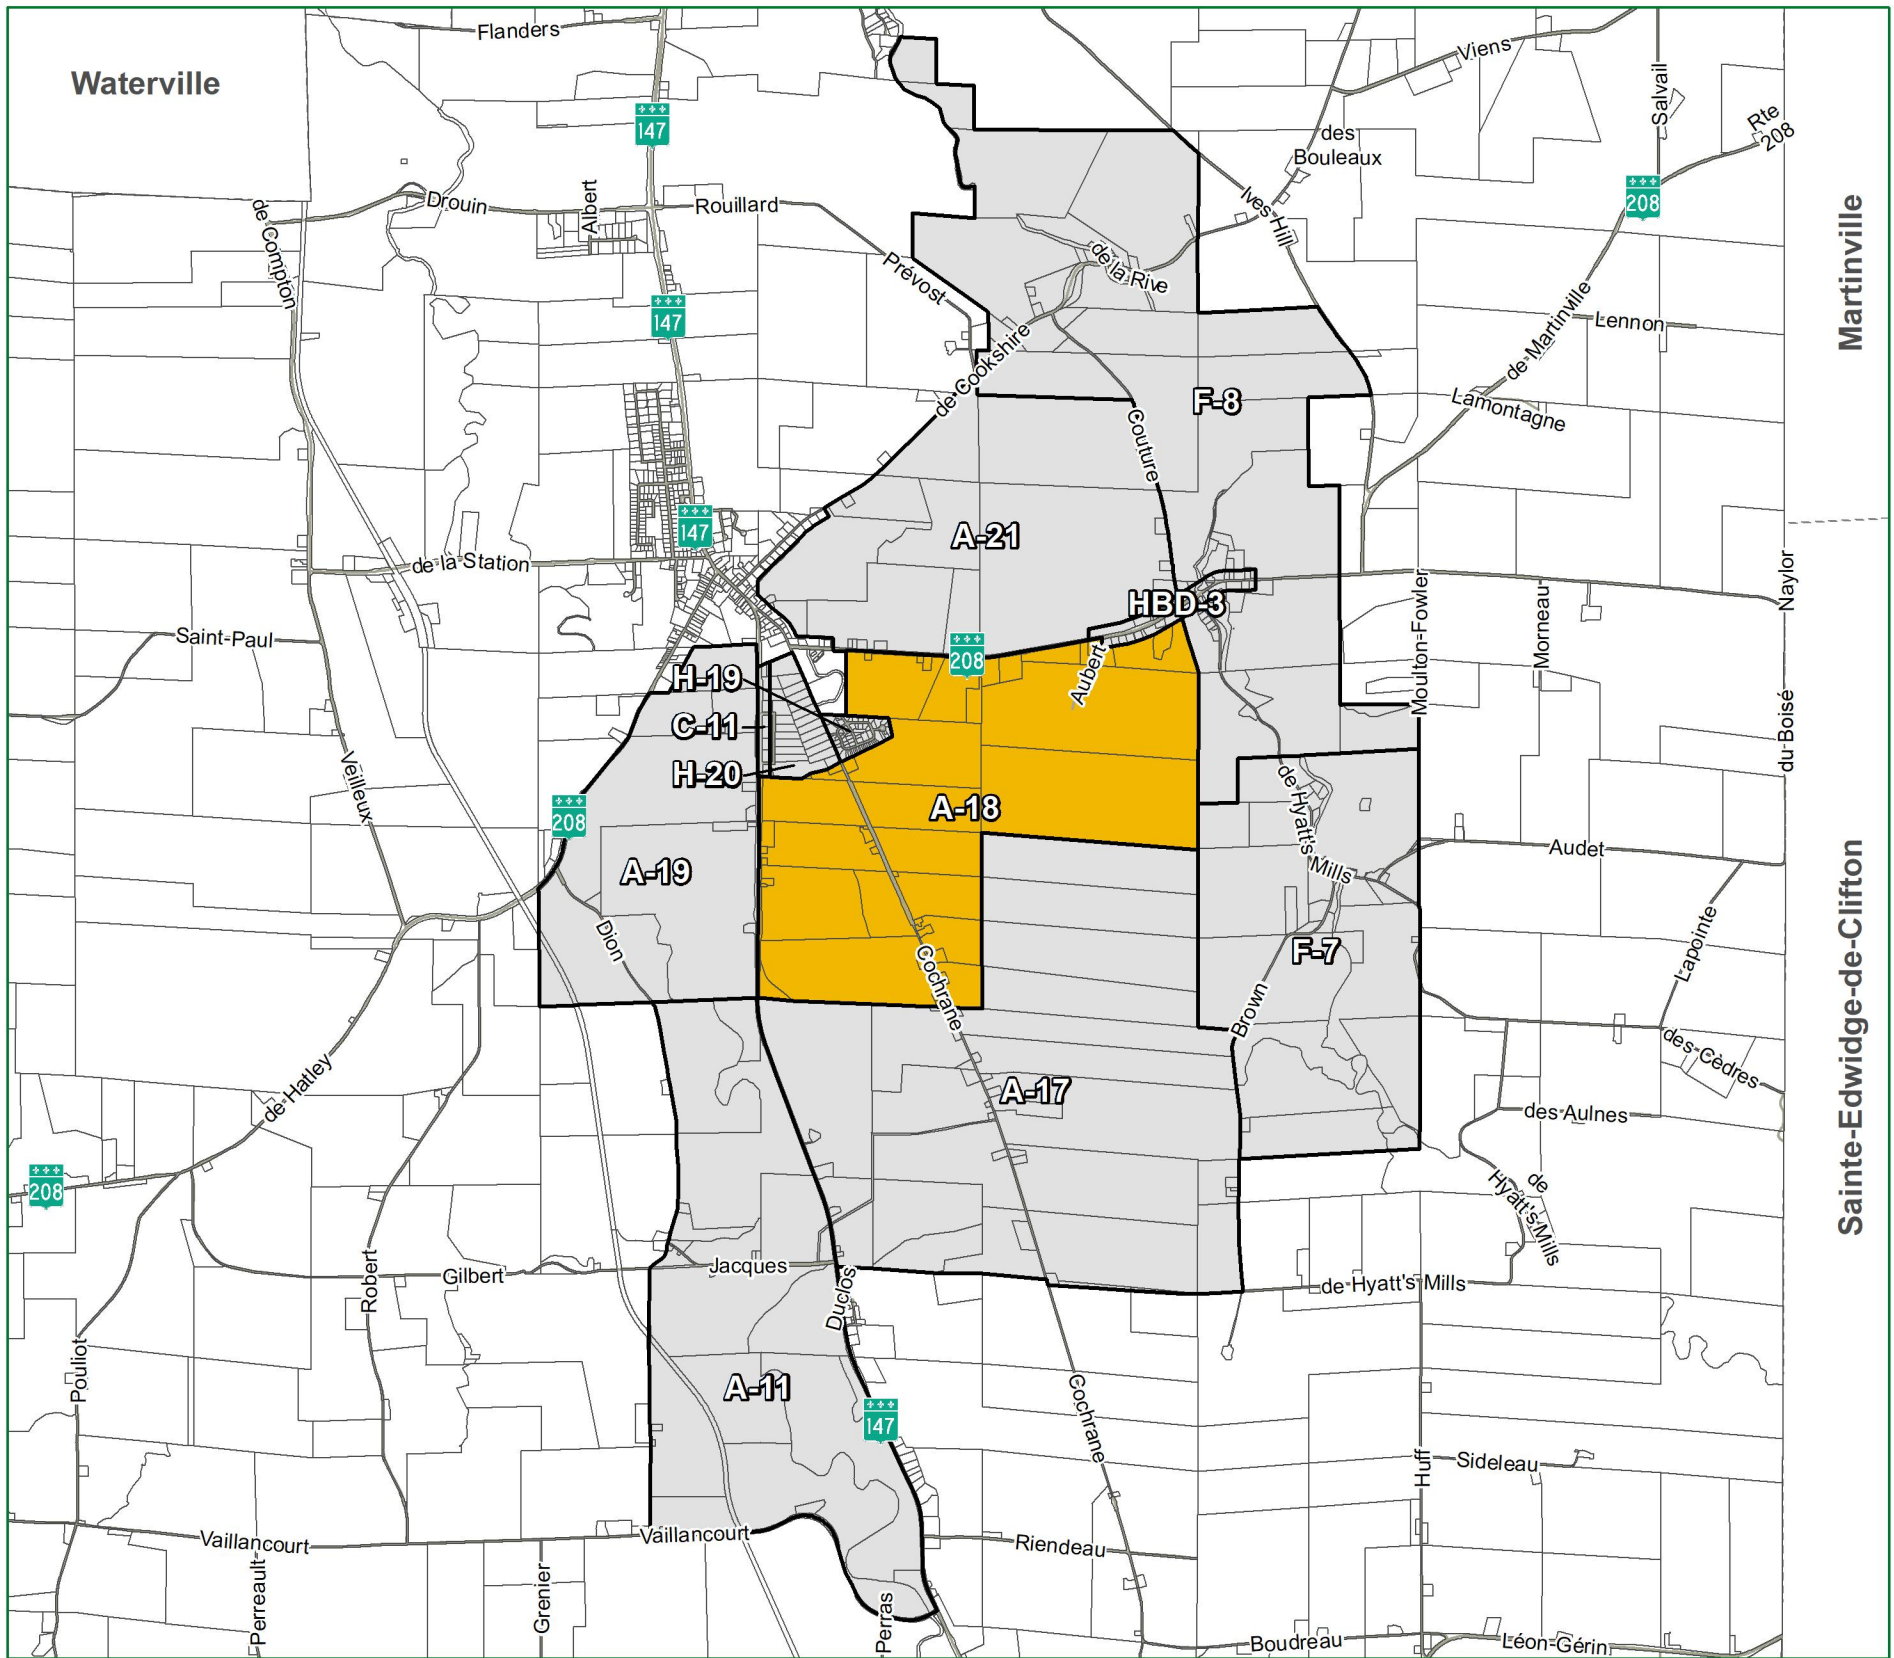 Flanders
Waterville
Viens
Salvail
Rte
208
147
des
Bouleaux
208
de Compton
Drouin
Albert
Rouillard
Ives Hill
Martinville
Prévost
de la Rive
147
de Martinville
Lennon
de Cookshire
F-8
Lamontagne
Couture
147
A-21
de la Station
Naylor
HBD-3
Moulton-Fowler
Morneau
Saint-Paul
208
H-19
Aubert
C-11
du Boisé
H-20
Veilleux
de Hyatt's Mills
208
A-18
Audet
A-19
Sainte-Edwidge-de-Clifton
Dion
Cochrane
F-7
Lapointe
Brown
de Hatley
des Cèdres
A-17
des Aulnes
208
de
Hyatt's Mills
Robert
Gilbert
Jacques
Duclos
de Hyatt's Mills
Pouliot
A-11
147
Cochrane
Huff
Sideleau
Vaillancourt
Vaillancourt
Riendeau
Perreault
Grenier
Perras
Boudreau
Léon-Gérin